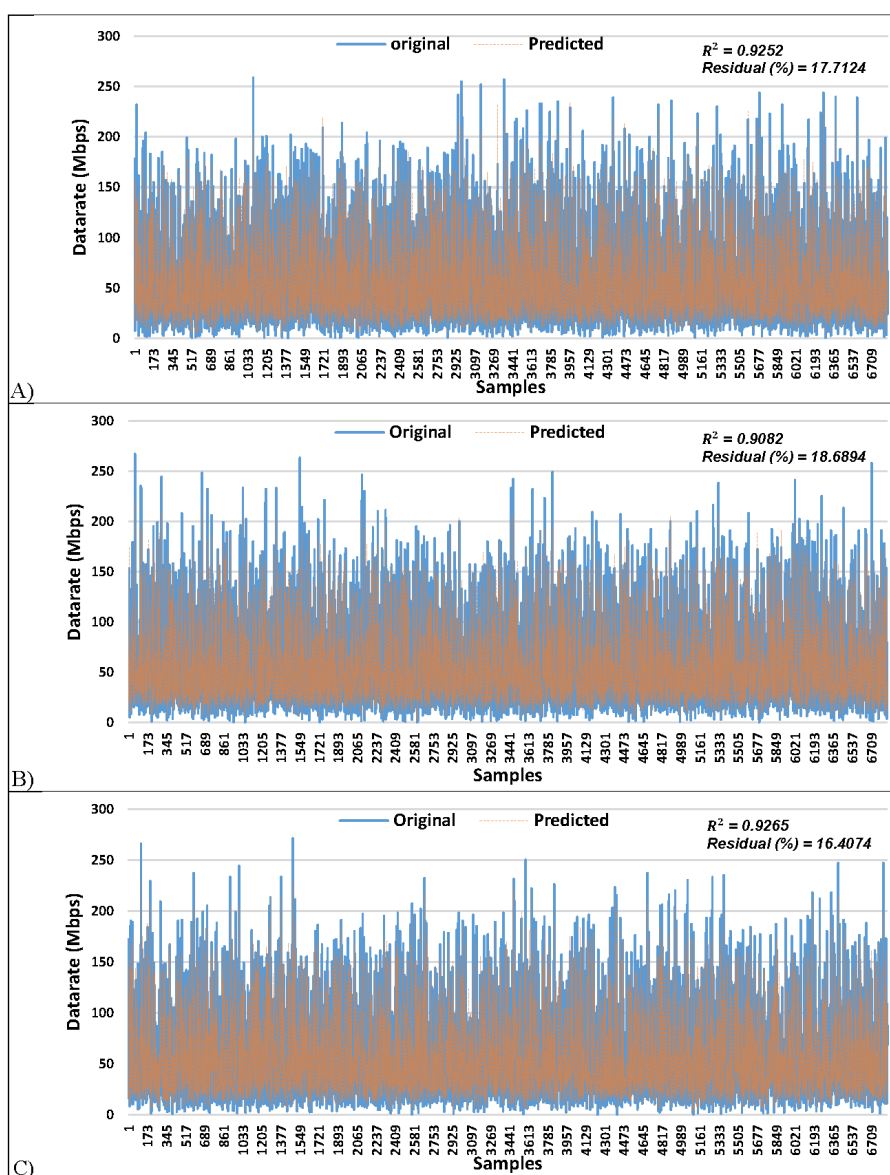 original Predicted
R² = 0.9252
Residual (%) = 17.7124
300
250
200
150
100
50
0
Datarate (Mbps)
1 173 345 517 689 861 1033 1205 1377 1549 1721 1893 2065 2237 2409 2581 2753 2925 3097 3269 3441 3613 3785 3957 4129 4301 4473 4645 4817 4989 5161 5333 5505 5677 5849 6021 6193 6365 6537 6709
Samples
A)
Original Predicted
R² = 0.9082
Residual (%) = 18.6894
300
250
200
150
100
50
0
Datarate (Mbps)
1 173 345 517 689 861 1033 1205 1377 1549 1721 1893 2065 2237 2409 2581 2753 2925 3097 3269 3441 3613 3785 3957 4129 4301 4473 4645 4817 4989 5161 5333 5505 5677 5849 6021 6193 6365 6537 6709
Samples
B)
Original Predicted
R² = 0.9265
Residual (%) = 16.4074
300
250
200
150
100
50
0
Datarate (Mbps)
1 173 345 517 689 861 1033 1205 1377 1549 1721 1893 2065 2237 2409 2581 2753 2925 3097 3269 3441 3613 3785 3957 4129 4301 4473 4645 4817 4989 5161 5333 5505 5677 5849 6021 6193 6365 6537 6709
Samples
C)